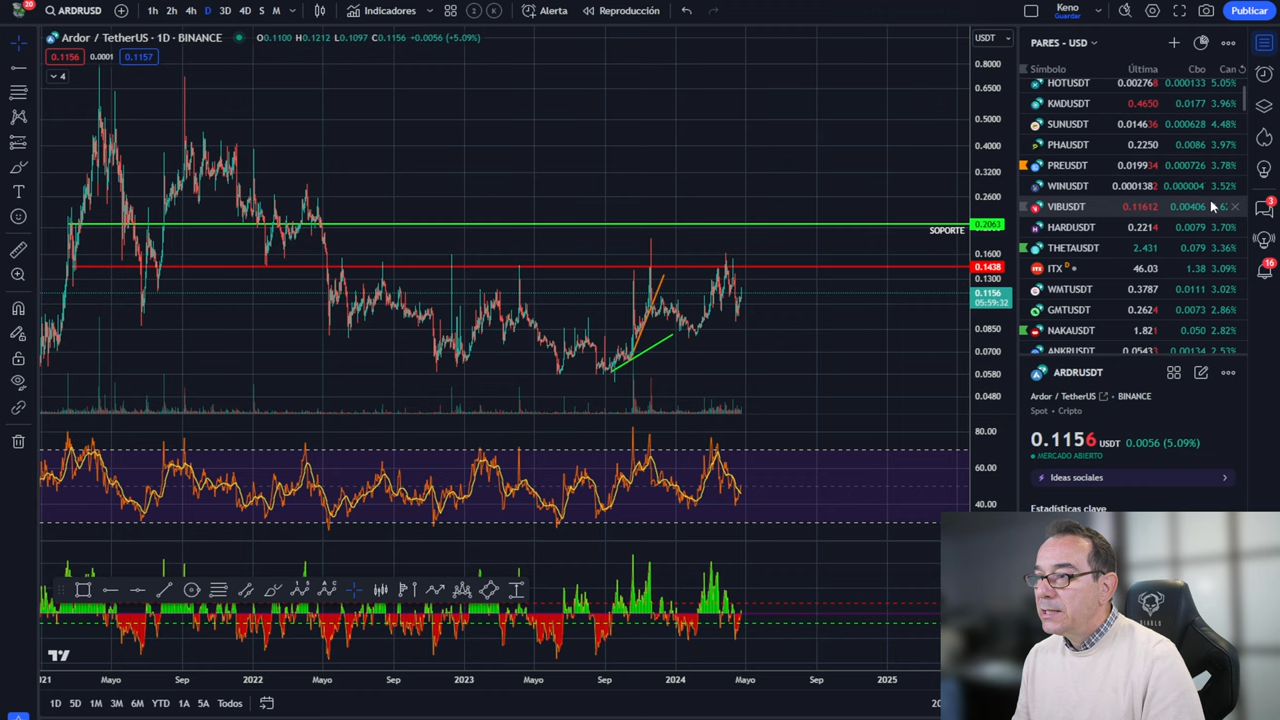 20 ARDRUSD 1h 2h 4h D 3D 4D S M Indicadores 2 K Alerta Reproducción Keno Guardar Publicar
Ardor / TetherUS · 1D · BINANCE O0.1100 H0.1212 L0.1097 C0.1156 +0.0056 (+5.09%) USDT
0.1156 0.0001 0.1157
4
0.8000
0.6500
0.5000
0.4000
0.3200
0.2600
0.2063
SOPORTE
0.1600
0.1438
0.1300
0.1156
05:59:32
0.0850
0.0700
0.0580
0.0480
80.00
60.00
40.00
2021 Mayo Sep 2022 Mayo Sep 2023 Mayo Sep 2024 Mayo Sep 2025
1D 5D 1M 3M 6M YTD 1A 5A Todos
PARES - USD
Símbolo Última Cbo Can
HOTUSDT 0.002768 0.000133 5.05%
KMDUSDT 0.4650 0.0177 3.96%
SUNUSDT 0.014636 0.000628 4.48%
PHAUSDT 0.2250 0.0086 3.97%
PREUSDT 0.019934 0.000726 3.78%
WINUSDT 0.0001382 0.000004 3.52%
VIBUSDT 0.11612 0.00406
HARDUSDT 0.2214 0.0079 3.70%
THETAUSDT 2.431 0.079 3.36%
ITX D 46.03 1.38 3.09%
WMTUSDT 0.3787 0.0111 3.02%
GMTUSDT 0.2624 0.0073 2.86%
NAKAUSDT 1.821 0.050 2.82%
ANKRUSDT 0.05433 0.00134 2.53%
ARDRUSDT
Ardor / TetherUS BINANCE
Spot · Cripto
0.1156 USDT 0.0056 (5.09%)
MERCADO ABIERTO
Ideas sociales
Estadísticas clave
3
16
DIABLO